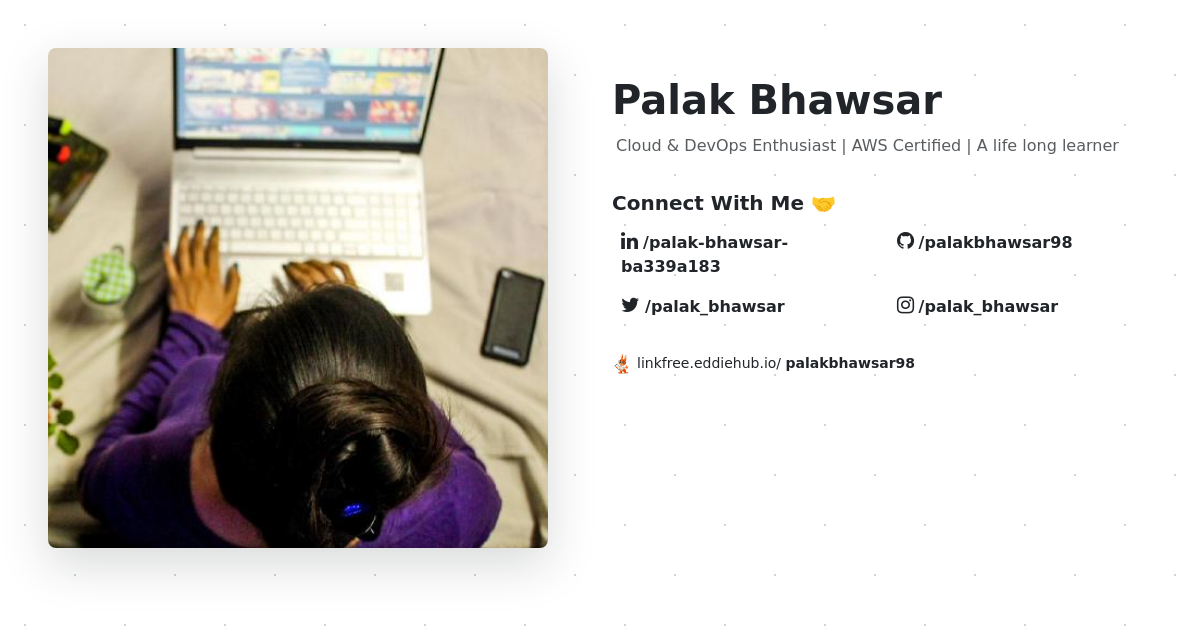 Palak Bhawsar
Cloud & DevOps Enthusiast | AWS Certified | A life long learner
Connect With Me 🤝
/palak-bhawsar-
ba339a183
/palakbhawsar98
/palak_bhawsar
/palak_bhawsar
linkfree.eddiehub.io/ palakbhawsar98